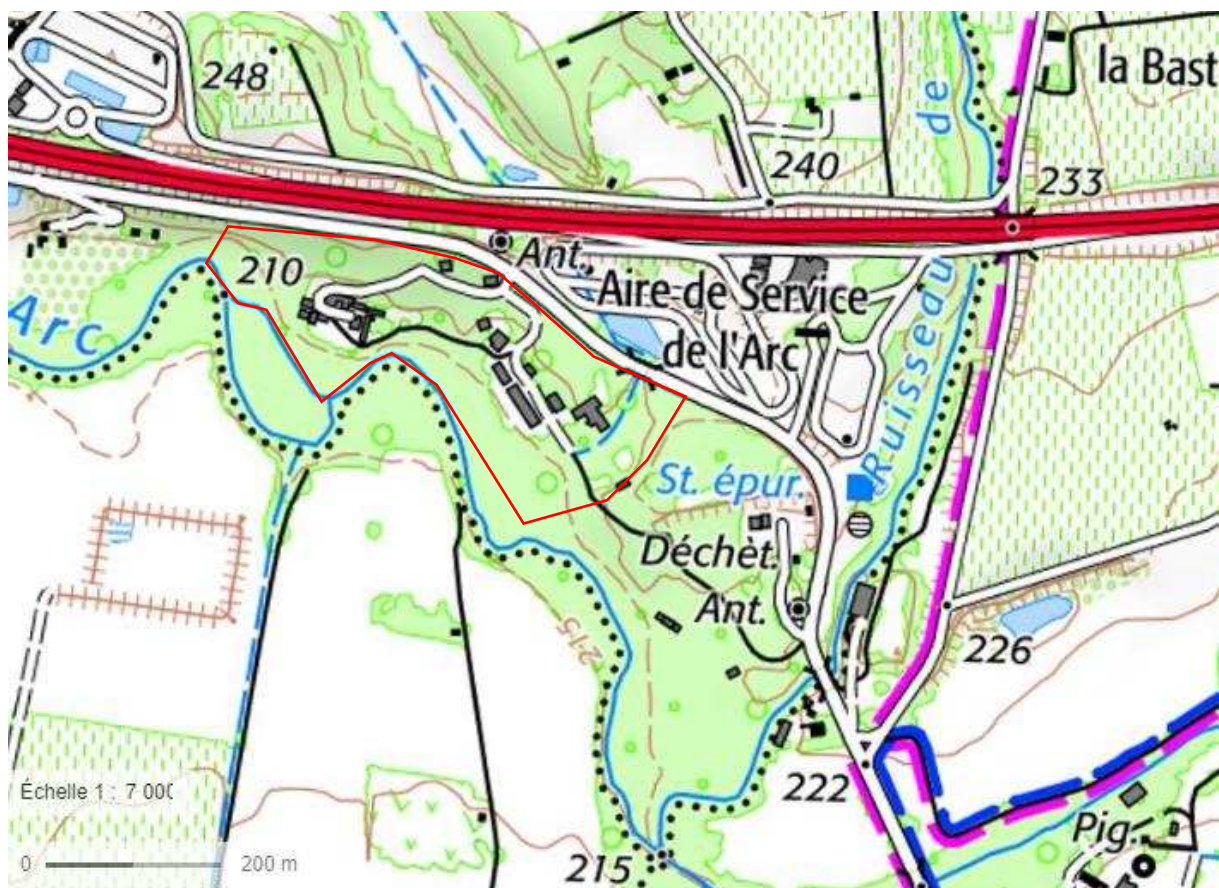 248
la Bast
de
240
233
210
Ant.
Aire de Service
de l'Arc
Arc
Ruisseau
St. épur.
Déchèt.
Ant.
215
226
222
Échelle 1 : 7 000
0 200 m
215
Pig.